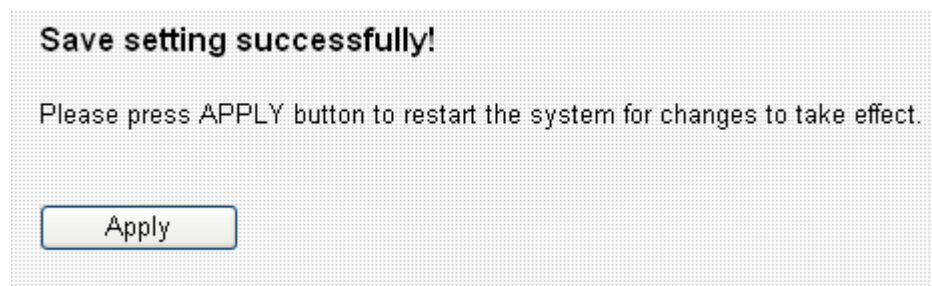 Save setting successfully!
Please press APPLY button to restart the system for changes to take effect.
Apply